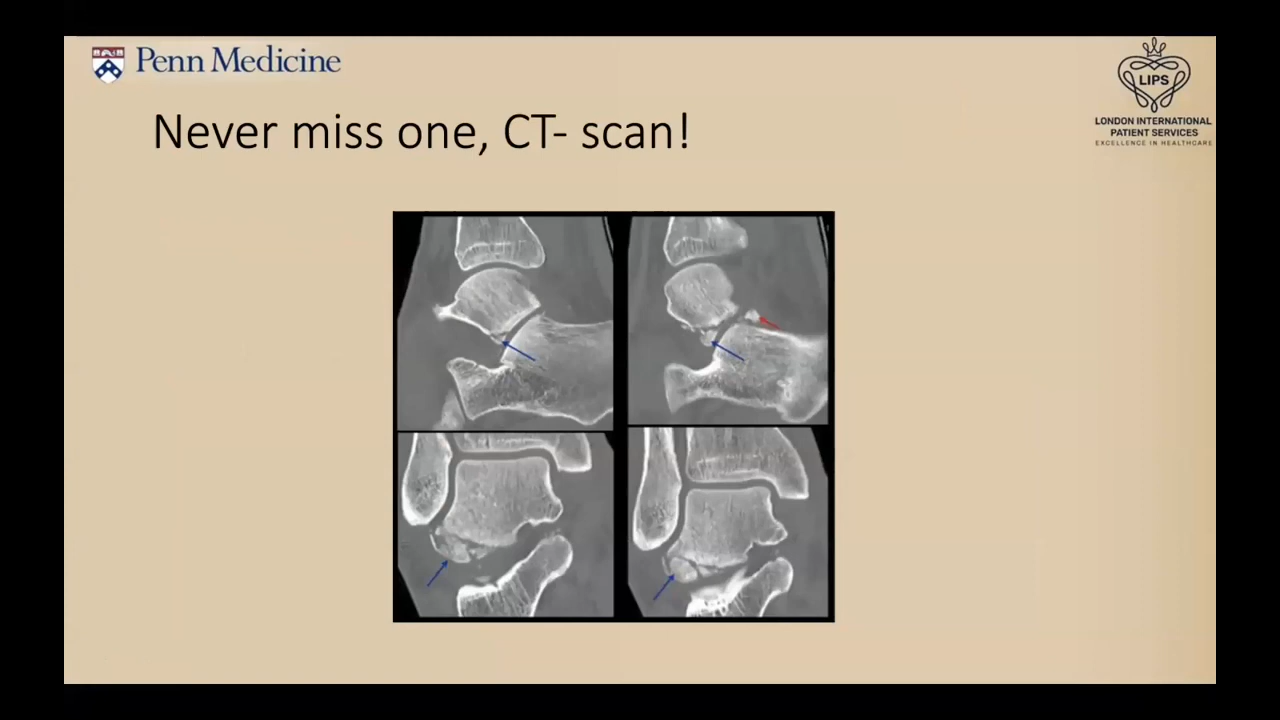 Penn Medicine
LIPS
LONDON INTERNATIONAL
PATIENT SERVICES
EXCELLENCE IN HEALTHCARE
Never miss one, CT- scan!